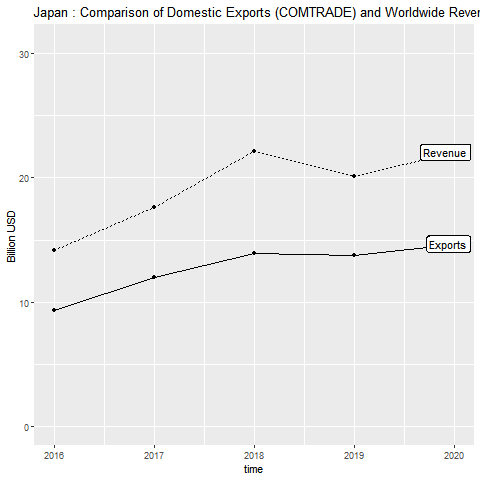 Japan : Comparison of Domestic Exports (COMTRADE) and Worldwide Rever
30
20
10
0
Billion USD
Revenue
Exports
2016 2017 2018 2019 2020
time